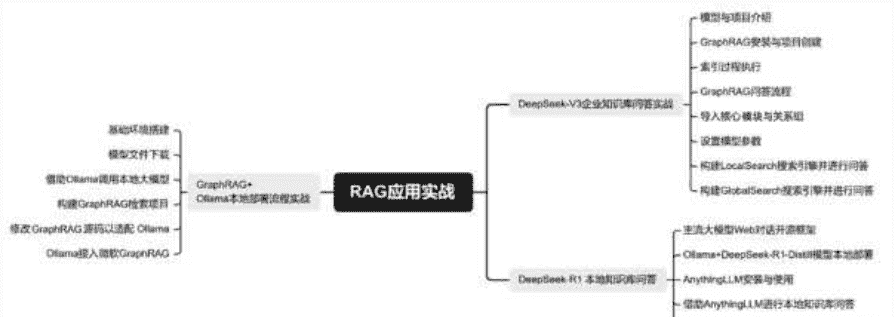 RAG应用实战
GraphRAG+
Ollama本地部署流程实战
基础环境搭建
模型文件下载
借助Ollama调用本地大模型
构建GraphRAG检索项目
修改GraphRAG源码以适配 Ollama
Ollama接入微软GraphRAG
DeepSeek-V3企业知识库问答实战
模型与项目介绍
GraphRAG安装与项目创建
索引过程执行
GraphRAG问答流程
导入核心模块与关系组
设置模型参数
构建LocalSearch搜索引擎并进行问答
构建GlobalSearch搜索引擎并进行问答
DeepSeek-R1 本地知识库问答
主流大模型Web对话开源框架
Ollama+DeepSeek-R1-Distill模型本地部署
AnythingLLM安装与使用
借助AnythingLLM进行本地知识库问答